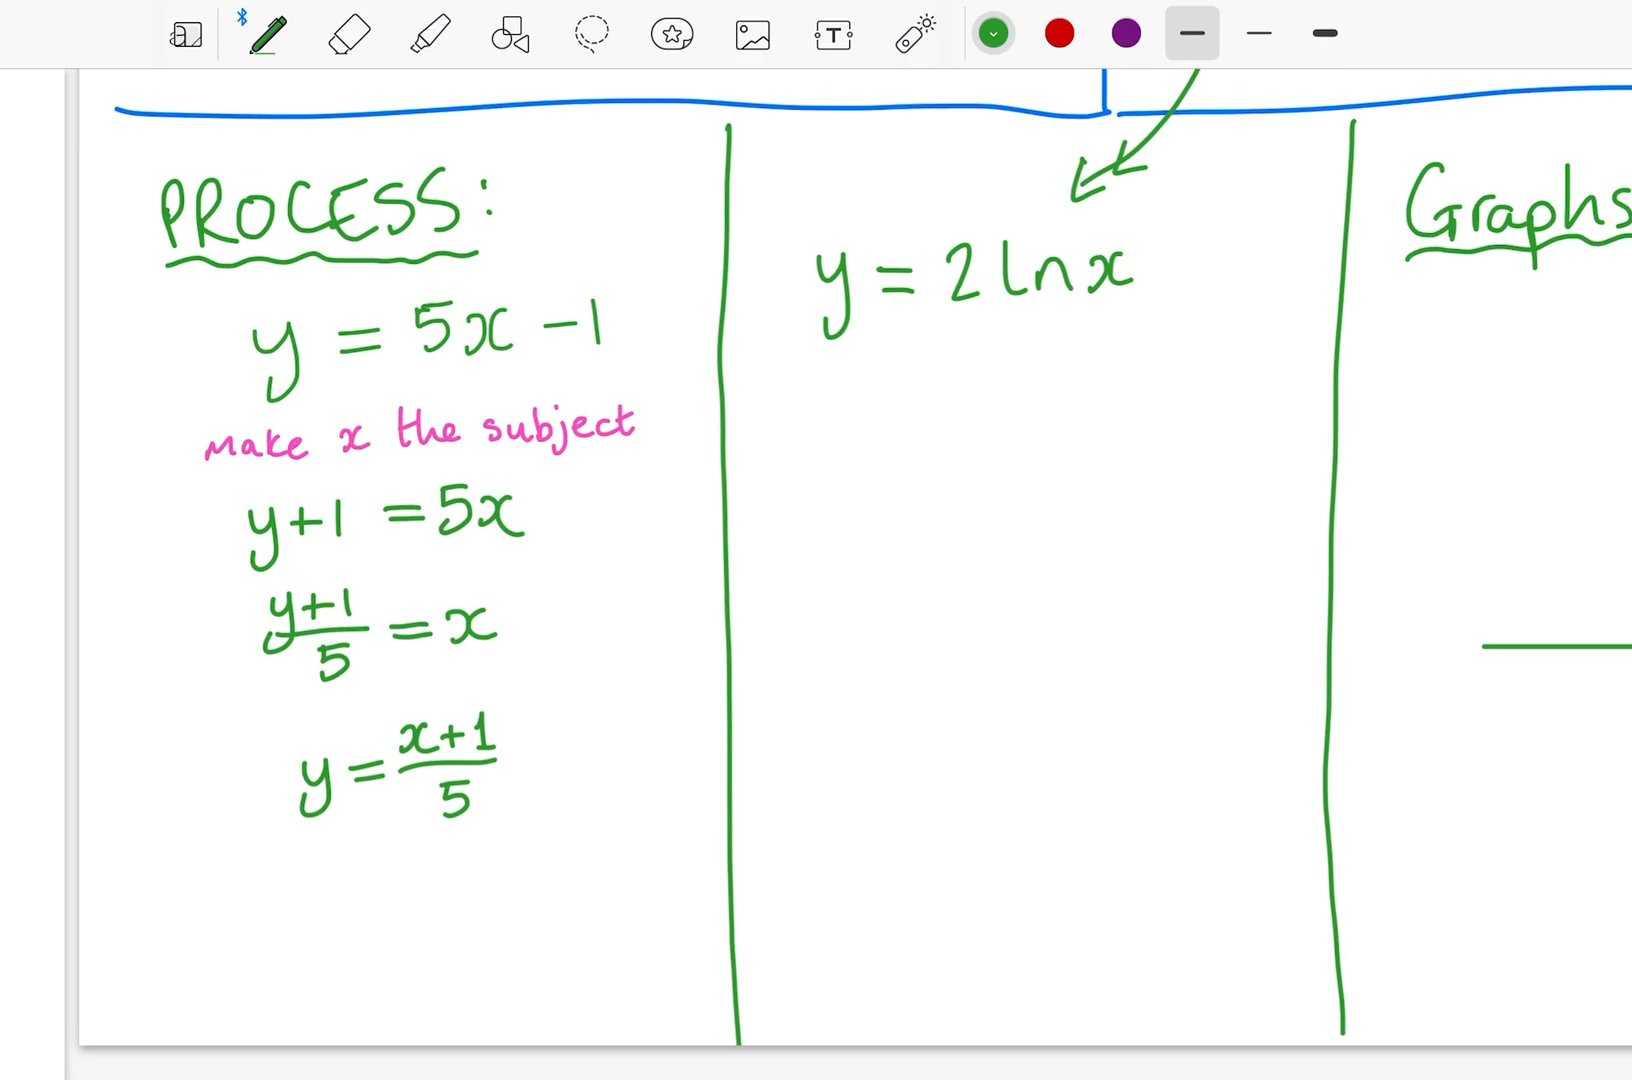 PROCESS:
y = 5x - 1
make x the subject
y+1 = 5x
y+1/5 = x
y = x+1/5
y = 2 ln x
Graphs
T